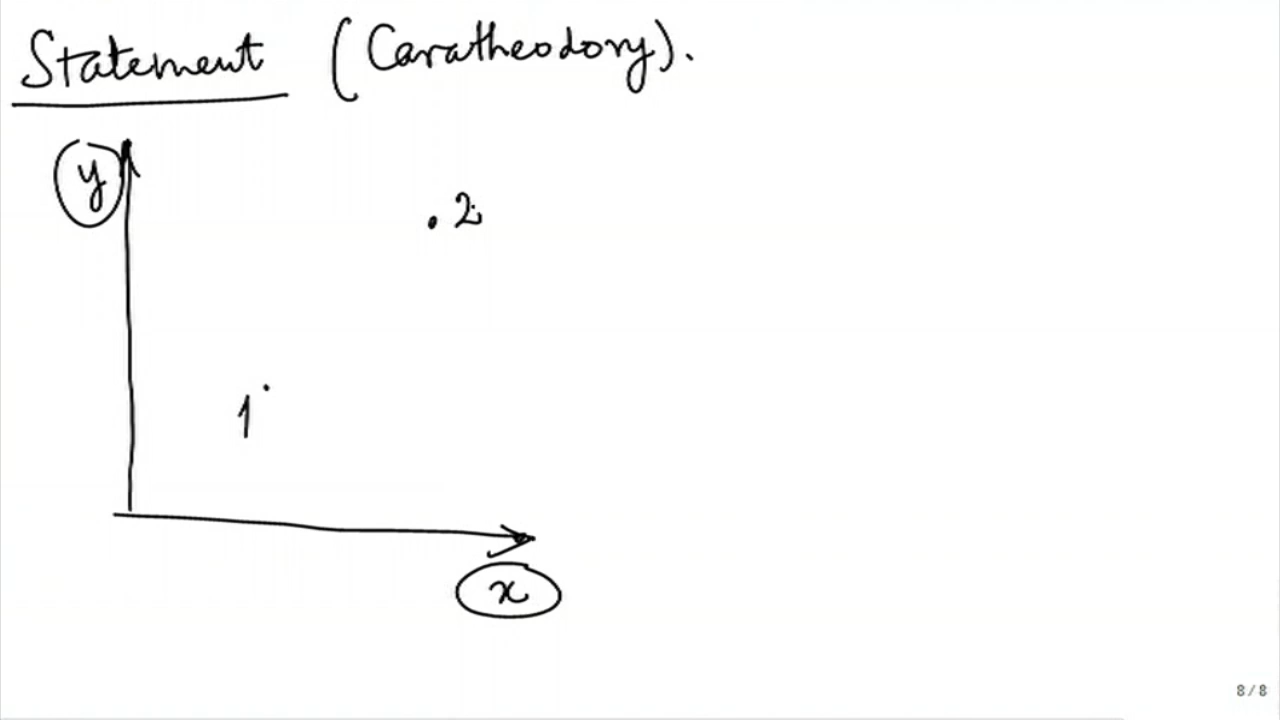 Statement (Caratheodory).
y
. 2
1
x
8/8